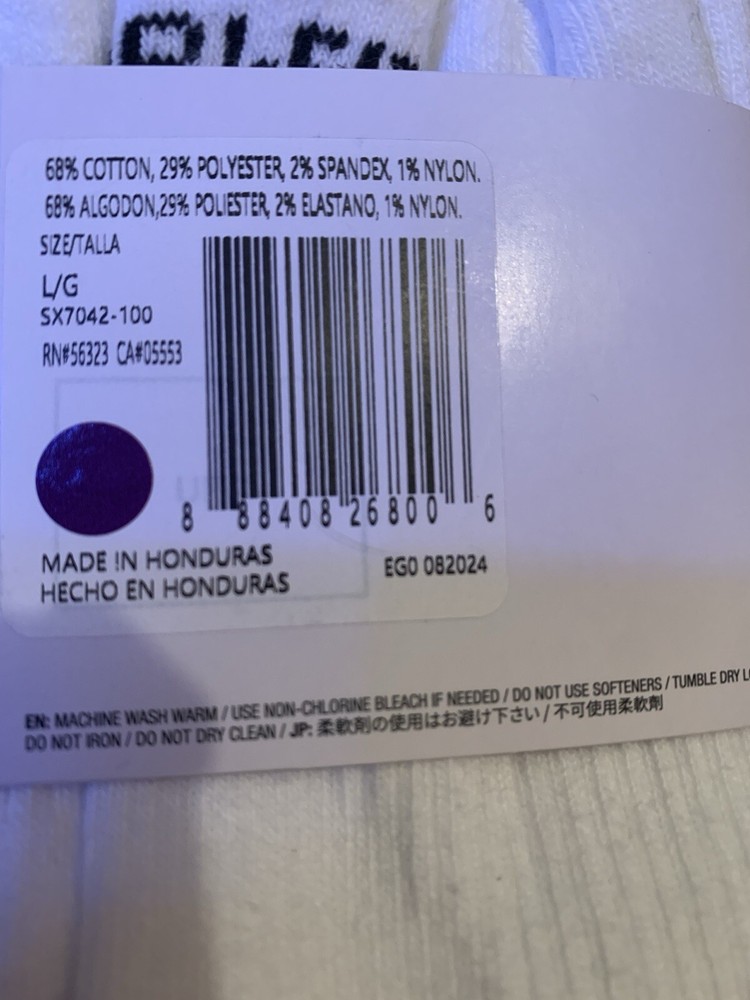 68% COTTON, 29% POLYESTER, 2% SPANDEX, 1% NYLON.
68% ALGODON,29% POLIESTER, 2% ELASTANO, 1% NYLON.
SIZE/TALLA
L/G
SX7042-100
RN#56323 CA#05553
8 88408 26800 6
MADE IN HONDURAS
HECHO EN HONDURAS
EG0 082024
EN: MACHINE WASH WARM / USE NON-CHLORINE BLEACH IF NEEDED / DO NOT USE SOFTENERS / TUMBLE DRY
DO NOT IRON / DO NOT DRY CLEAN / JP: 柔軟剤の使用はお避け下さい / 不可使用柔軟劑